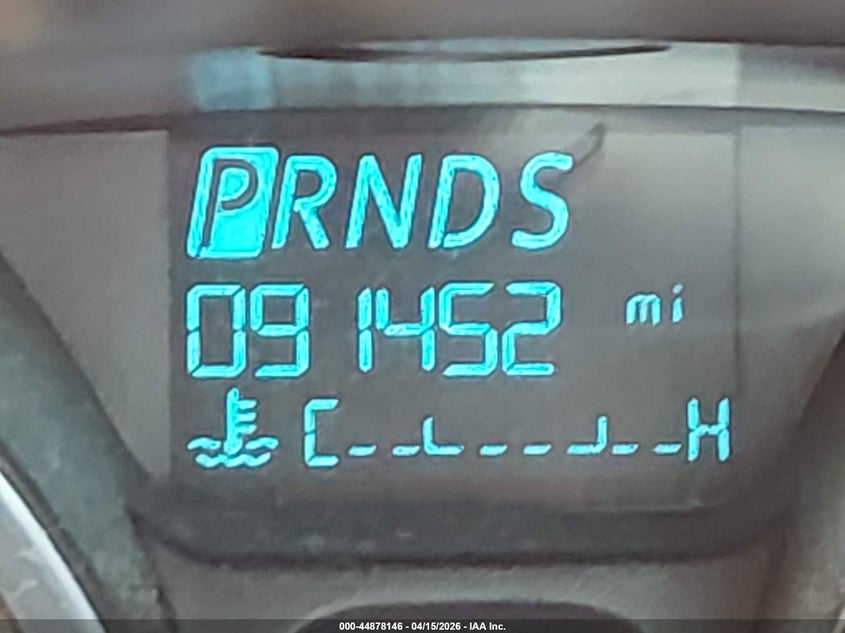 PRNDS
091452 mi
C H
000-44878146 - 04/15/2026 - IAA Inc.